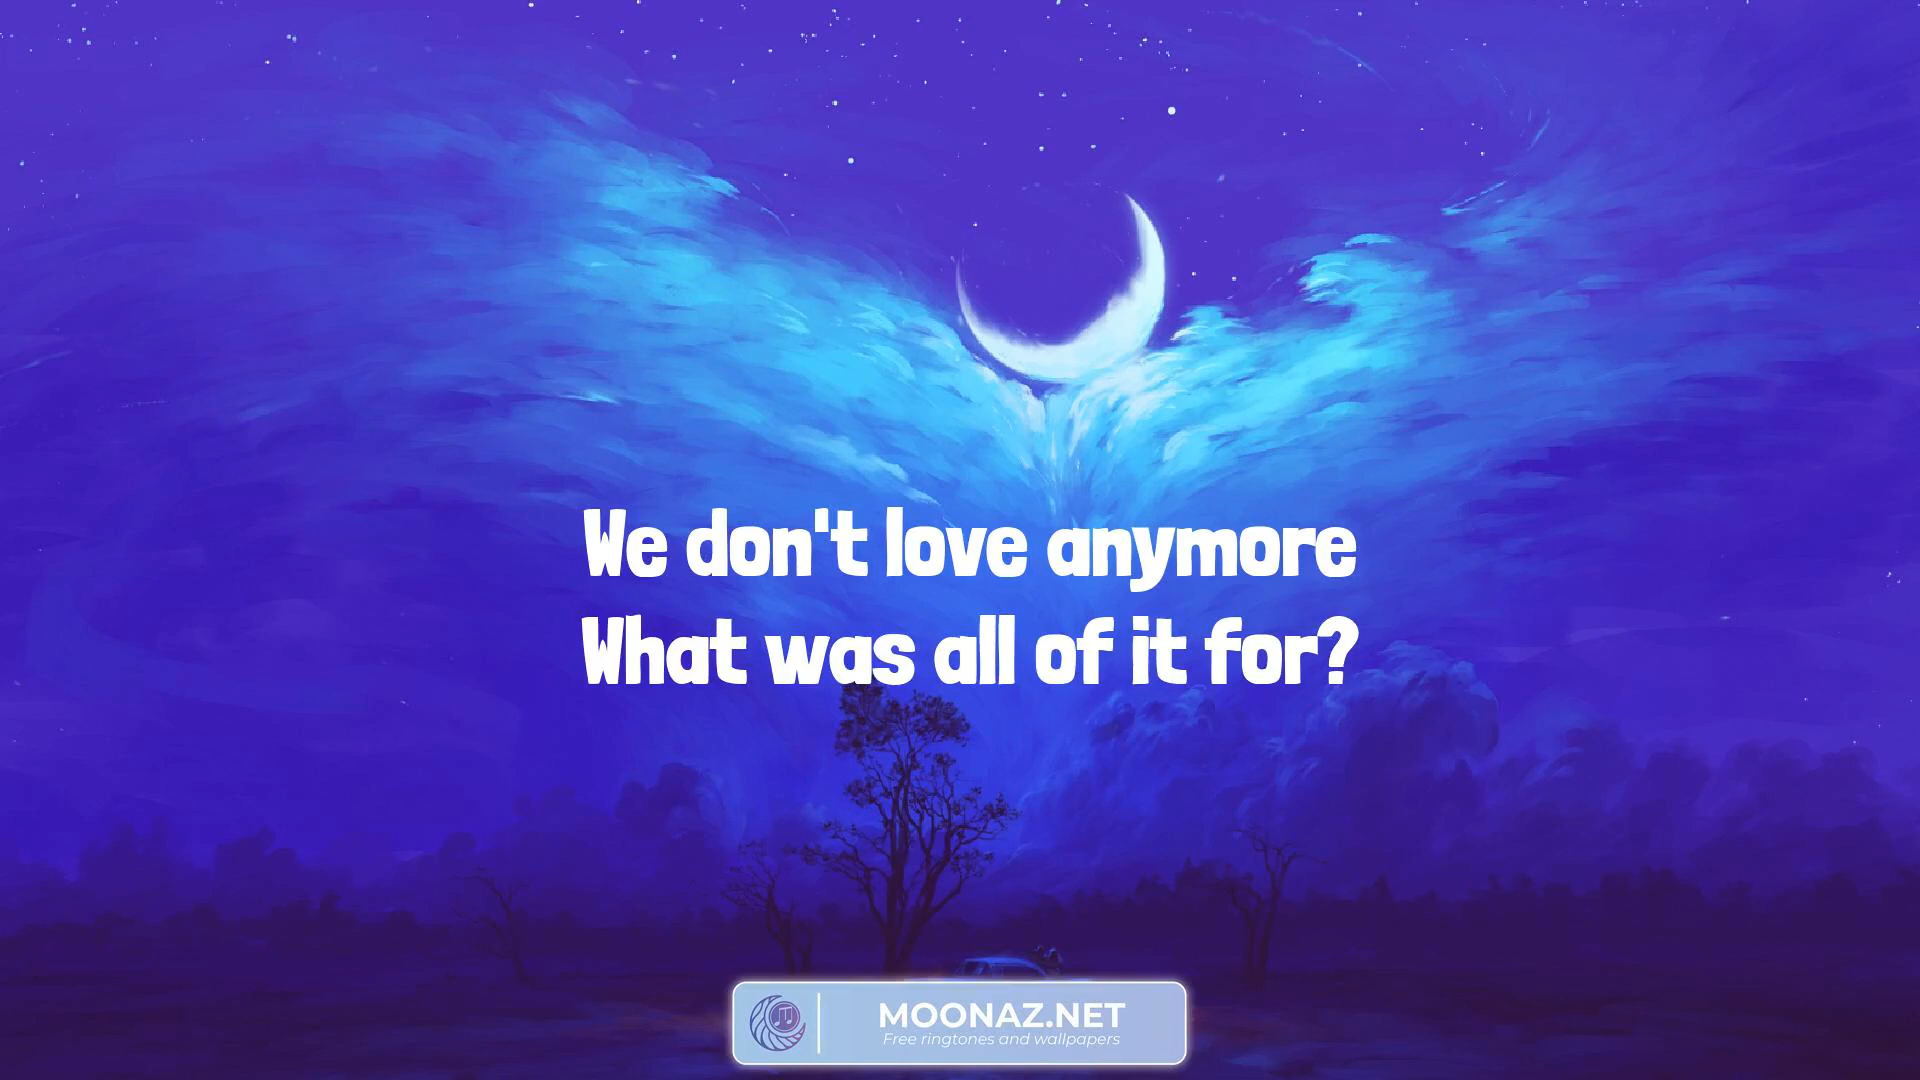 We don't love anymore
What was all of it for?
MOONAZ.NET
Free ringtones and wallpapers